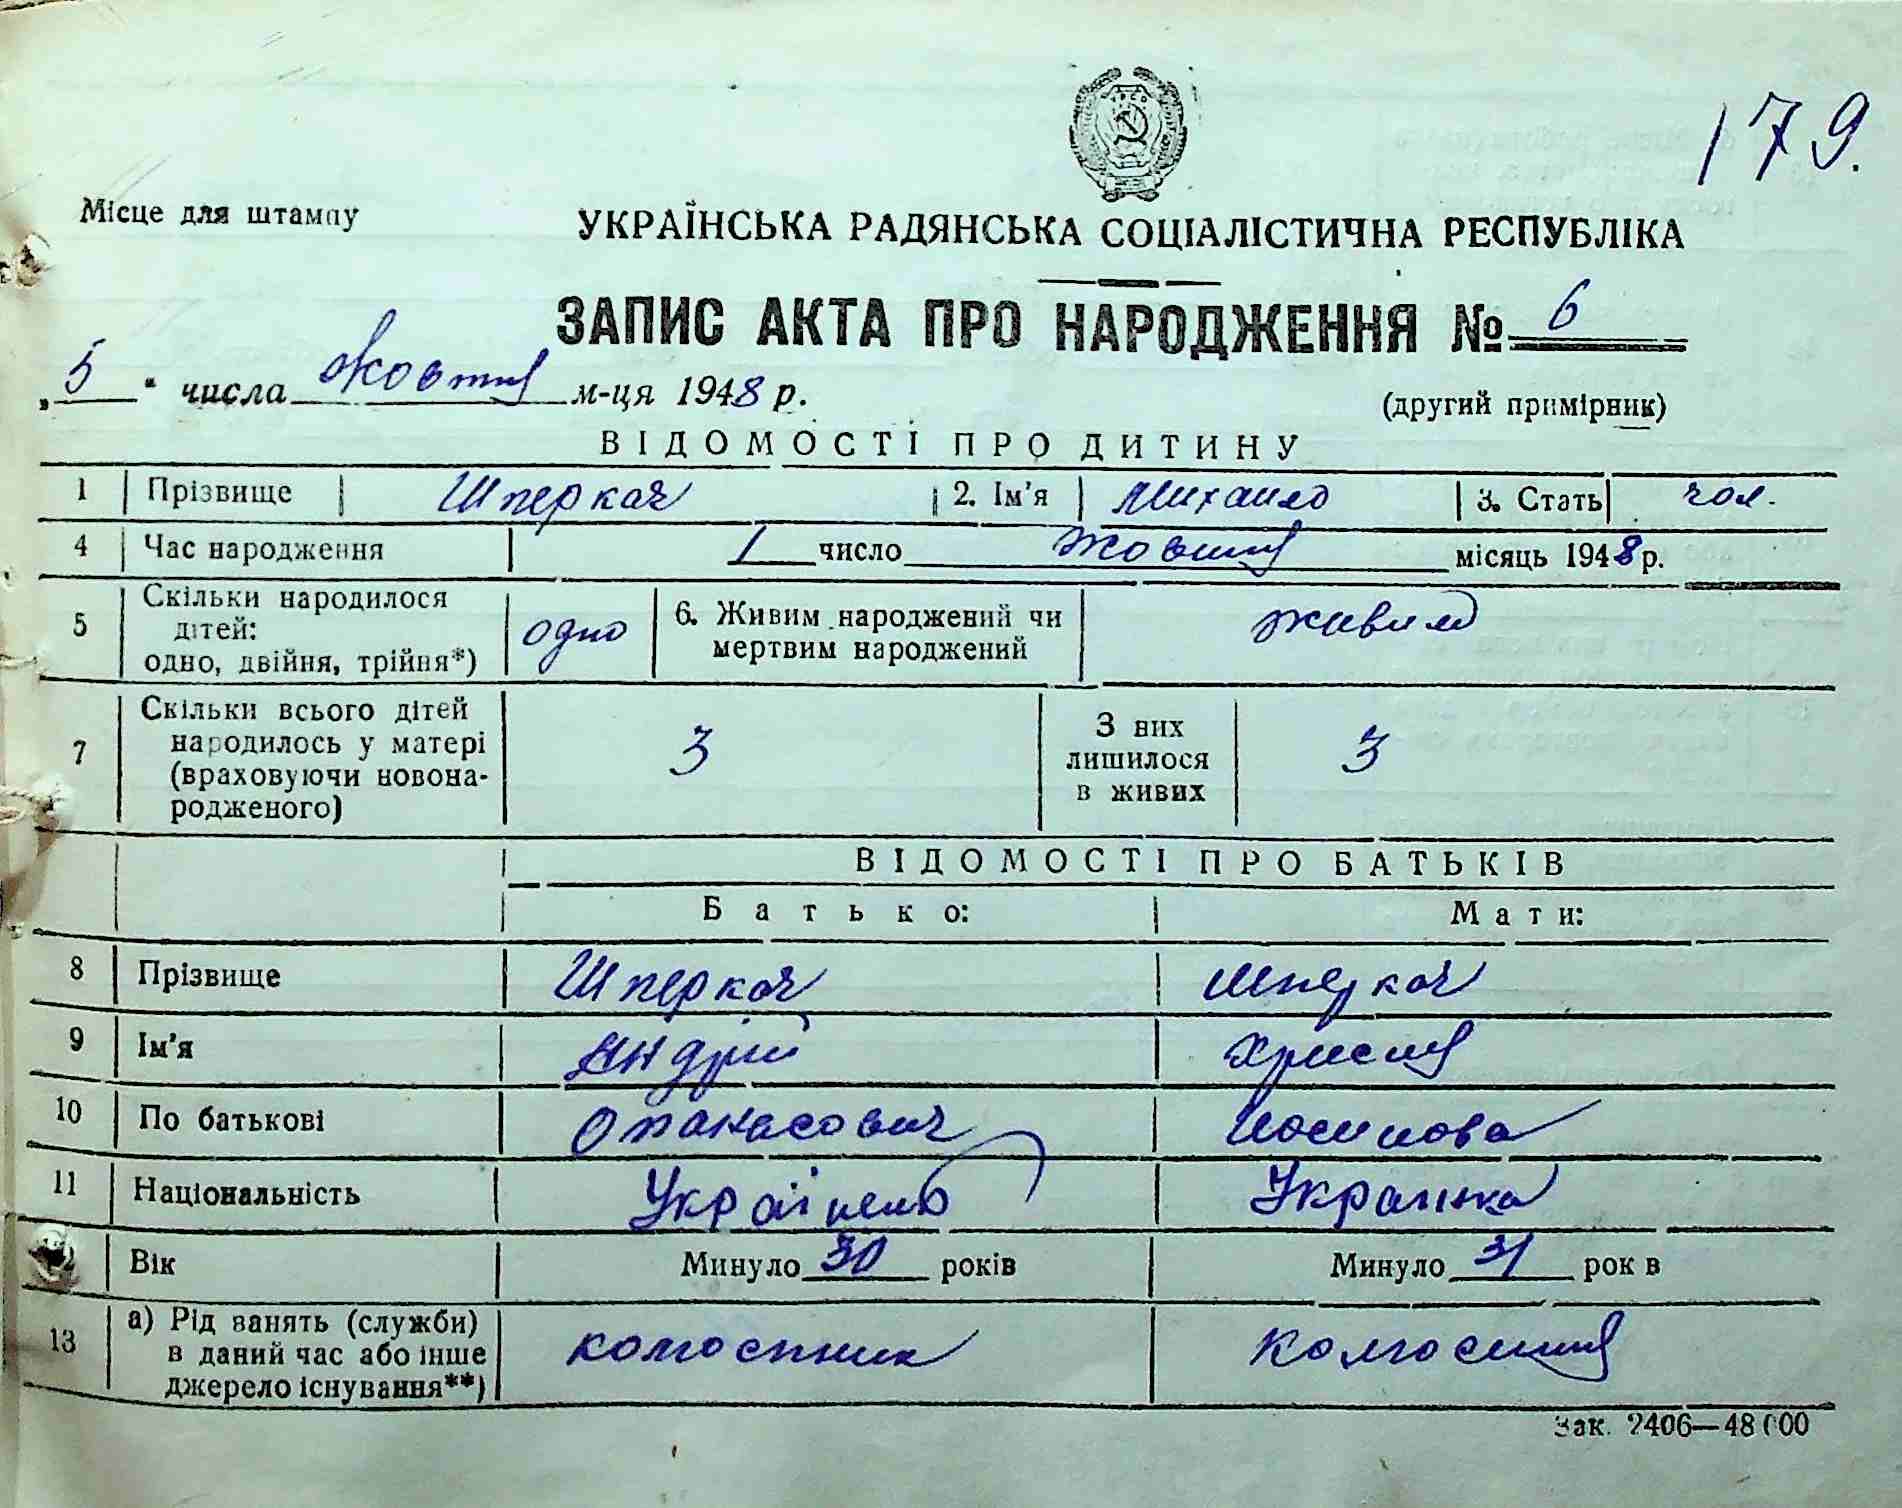 179.
УРСР
Місце для штампу
УКРАЇНСЬКА РАДЯНСЬКА СОЦІАЛІСТИЧНА РЕСПУБЛІКА
ЗАПИС АКТА ПРО НАРОДЖЕННЯ № 6
„5“ числа Жовтня м-ця 1948 р.
(другий примірник)
ВІДОМОСТІ ПРО ДИТИНУ
1 Прізвище Шперкач 2. Ім'я Михайло 3. Стать чол.
4 Час народження 1 число Жовтня місяць 1948 р.
5 Скільки народилося дітей: одно, двійня, трійня*) одно 6. Живим народжений чи мертвим народжений живим
7 Скільки всього дітей народилось у матері (враховуючи новонародженого) 3 З них лишилося в живих 3
ВІДОМОСТІ ПРО БАТЬКІВ
Батько: Мати:
8 Прізвище Шперкач Шперкач
9 Ім'я Андрій Христя
10 По батькові Опанасович Йосипова
11 Національність Українець Українка
12 Вік Минуло 30 років Минуло 31 рок в
13 а) Рід занять (служби) в даний час або інше джерело існування**) колгоспник колгоспниця
Зак. 2406—48000